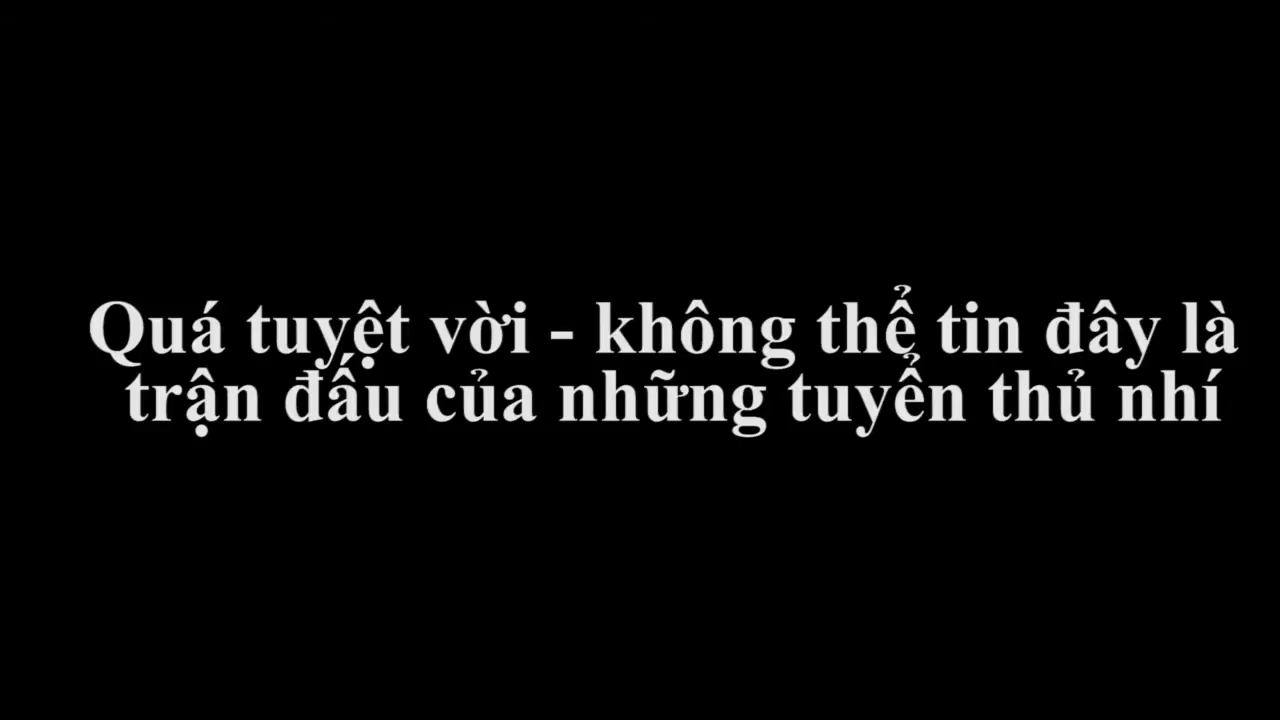 Quá tuyệt vời - không thể tin đây là
trận đấu của những tuyển thủ nhí